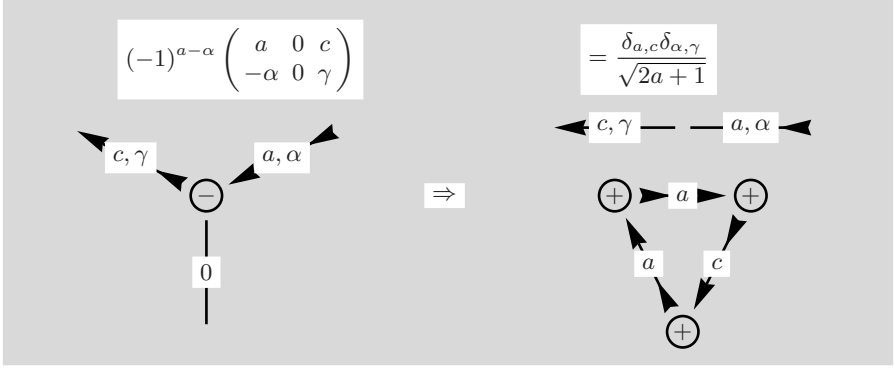 (−1)^{a−α} ( a 0 c
−α 0 γ )
= δ_{a,c}δ_{α,γ} / √(2a + 1)
c, γ
a, α
−
0
⇒
c, γ a, α
+ a +
a c
+